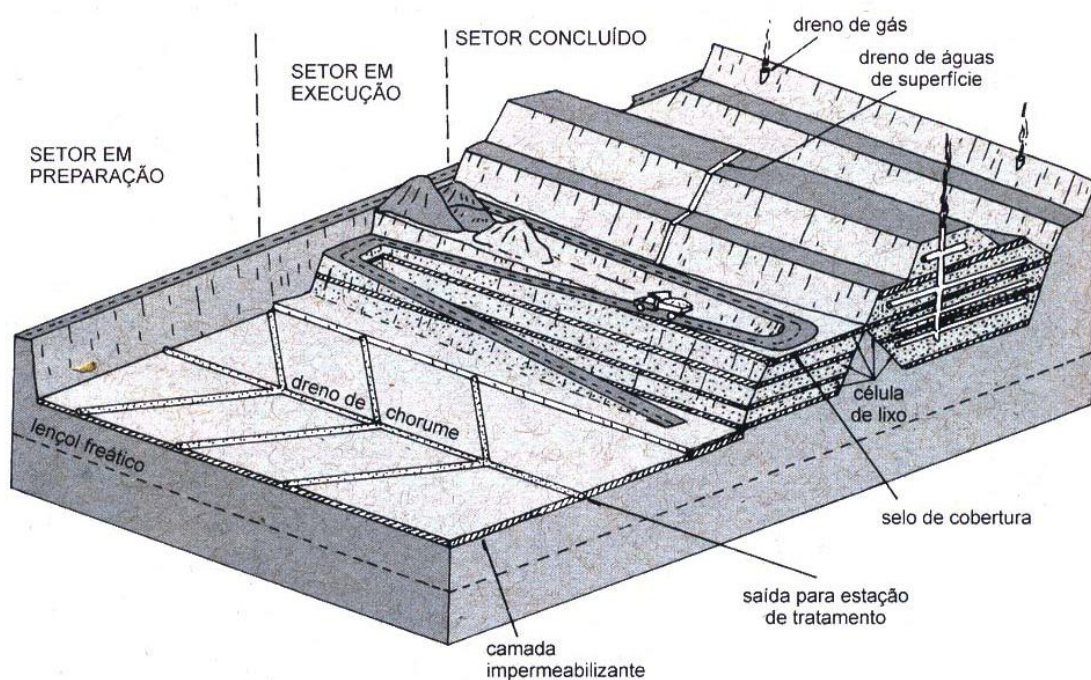 dreno de gás
SETOR CONCLUÍDO
dreno de águas
de superfície
SETOR EM
EXECUÇÃO
SETOR EM
PREPARAÇÃO
dreno de
chorume
célula
de lixo
lençol freático
selo de cobertura
saída para estação
de tratamento
camada
impermeabilizante